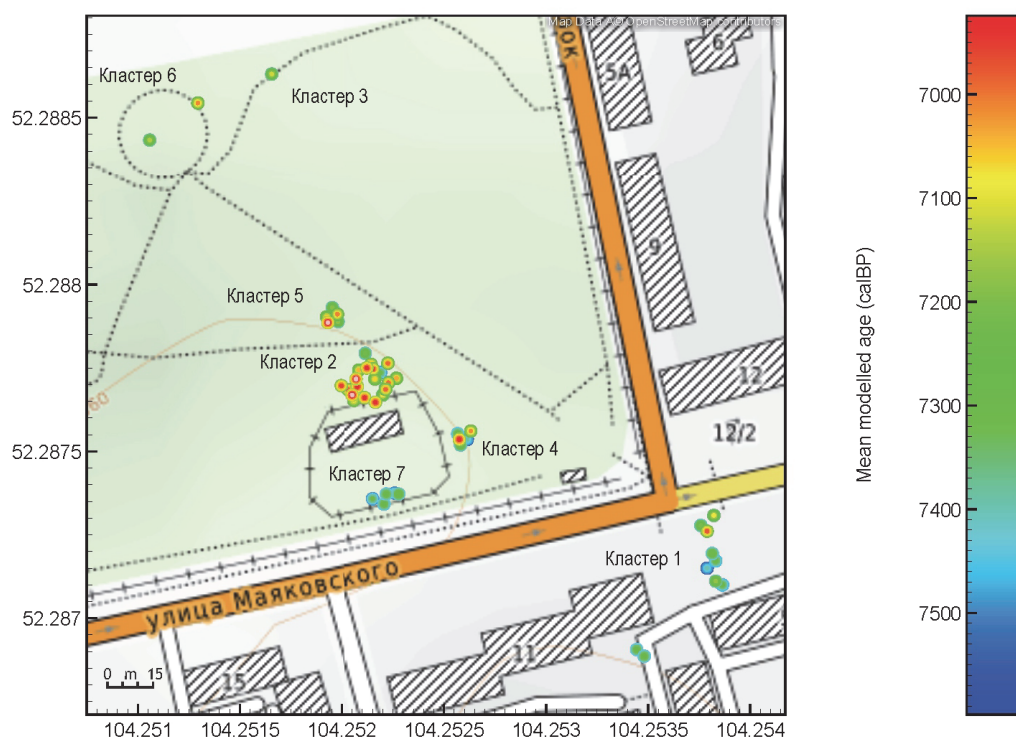 Map Data: AGI OpenStreetMap contributors
ок
6
5А
Кластер 6
Кластер 3
7000
52.2885
7100
9
52.288
Кластер 5
7200
Mean modelled age (calBP)
Кластер 2
12
7300
60
12/2
52.2875
Кластер 4
Кластер 7
7400
Кластер 1
улица Маяковского
7500
52.287
11
15
0 m 15
104.251 104.2515 104.252 104.2525 104.253 104.2535 104.254